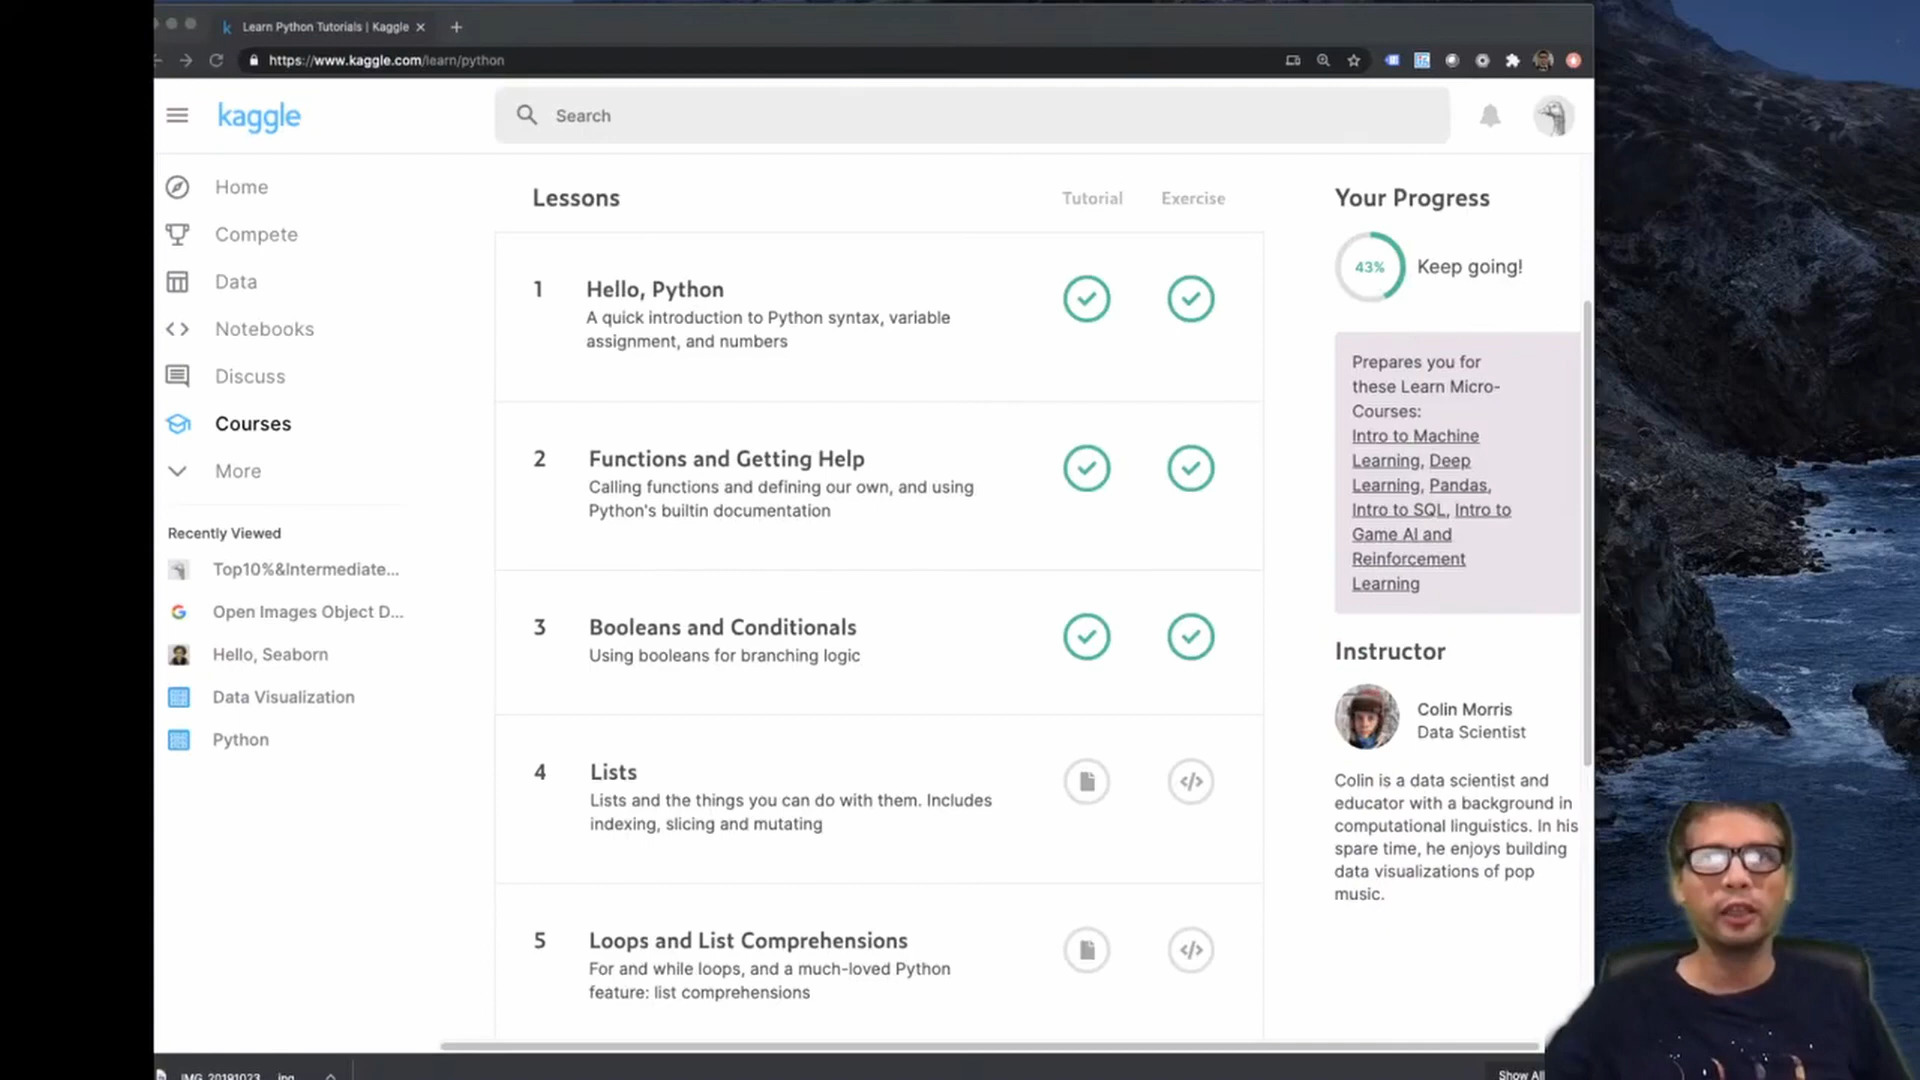 Learn Python Tutorials | Kaggle
https://www.kaggle.com/learn/python
kaggle
Search
Home
Compete
Data
Notebooks
Discuss
Courses
More
Recently Viewed
Top10%&Intermediate...
Open Images Object D...
Hello, Seaborn
Data Visualization
Python
Lessons
Tutorial
Exercise
1
Hello, Python
A quick introduction to Python syntax, variable
assignment, and numbers
2
Functions and Getting Help
Calling functions and defining our own, and using
Python's builtin documentation
3
Booleans and Conditionals
Using booleans for branching logic
4
Lists
Lists and the things you can do with them. Includes
indexing, slicing and mutating
5
Loops and List Comprehensions
For and while loops, and a much-loved Python
feature: list comprehensions
Your Progress
43%
Keep going!
Prepares you for
these Learn Micro-
Courses:
Intro to Machine
Learning, Deep
Learning, Pandas,
Intro to SQL, Intro to
Game AI and
Reinforcement
Learning
Instructor
Colin Morris
Data Scientist
Colin is a data scientist and
educator with a background in
computational linguistics. In his
spare time, he enjoys building
data visualizations of pop
music.
Show All